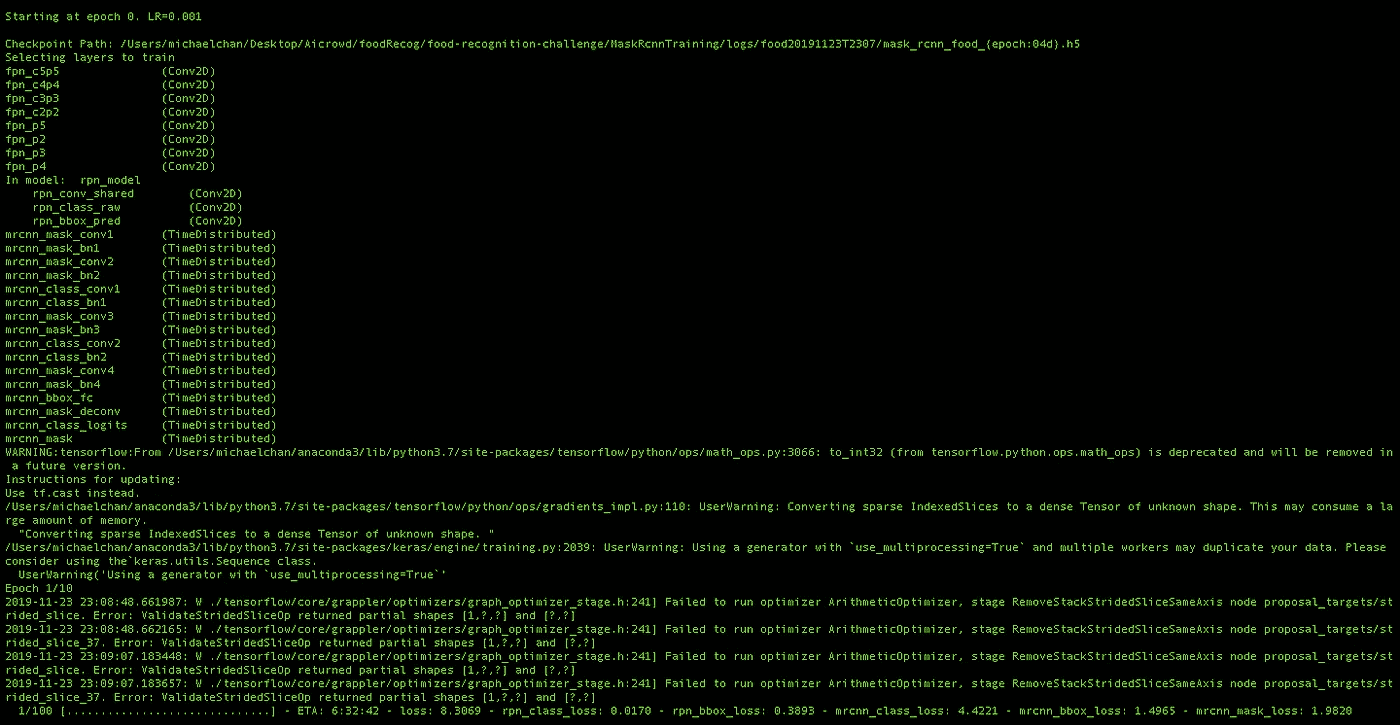 Starting at epoch 0. LR=0.001
Checkpoint Path: /Users/michaelchan/Desktop/Aicrowd/foodRecog/food-recognition-challenge/MaskRcnnTraining/logs/food20191123T2307/mask_rcnn_food_{epoch:04d}.h5
Selecting layers to train
fpn_c5p5               (Conv2D)
fpn_c4p4               (Conv2D)
fpn_c3p3               (Conv2D)
fpn_c2p2               (Conv2D)
fpn_p5                 (Conv2D)
fpn_p2                 (Conv2D)
fpn_p3                 (Conv2D)
fpn_p4                 (Conv2D)
In model:  rpn_model
    rpn_conv_shared        (Conv2D)
    rpn_class_raw          (Conv2D)
    rpn_bbox_pred          (Conv2D)
mrcnn_mask_conv1       (TimeDistributed)
mrcnn_mask_bn1         (TimeDistributed)
mrcnn_mask_conv2       (TimeDistributed)
mrcnn_mask_bn2         (TimeDistributed)
mrcnn_class_conv1      (TimeDistributed)
mrcnn_class_bn1        (TimeDistributed)
mrcnn_mask_conv3       (TimeDistributed)
mrcnn_mask_bn3         (TimeDistributed)
mrcnn_class_conv2      (TimeDistributed)
mrcnn_class_bn2        (TimeDistributed)
mrcnn_mask_conv4       (TimeDistributed)
mrcnn_mask_bn4         (TimeDistributed)
mrcnn_bbox_fc          (TimeDistributed)
mrcnn_mask_deconv      (TimeDistributed)
mrcnn_class_logits     (TimeDistributed)
mrcnn_mask             (TimeDistributed)
WARNING:tensorflow:From /Users/michaelchan/anaconda3/lib/python3.7/site-packages/tensorflow/python/ops/math_ops.py:3066: to_int32 (from tensorflow.python.ops.math_ops) is deprecated and will be removed in
 a future version.
Instructions for updating:
Use tf.cast instead.
/Users/michaelchan/anaconda3/lib/python3.7/site-packages/tensorflow/python/ops/gradients_impl.py:110: UserWarning: Converting sparse IndexedSlices to a dense Tensor of unknown shape. This may consume a la
rge amount of memory.
  "Converting sparse IndexedSlices to a dense Tensor of unknown shape. "
/Users/michaelchan/anaconda3/lib/python3.7/site-packages/keras/engine/training.py:2039: UserWarning: Using a generator with `use_multiprocessing=True` and multiple workers may duplicate your data. Please
consider using the`keras.utils.Sequence class.
  UserWarning('Using a generator with `use_multiprocessing=True`'
Epoch 1/10
2019-11-23 23:08:48.661987: W ./tensorflow/core/grappler/optimizers/graph_optimizer_stage.h:241] Failed to run optimizer ArithmeticOptimizer, stage RemoveStackStridedSliceSameAxis node proposal_targets/st
rided_slice. Error: ValidateStridedSliceOp returned partial shapes [1,?,?] and [?,?]
2019-11-23 23:08:48.662165: W ./tensorflow/core/grappler/optimizers/graph_optimizer_stage.h:241] Failed to run optimizer ArithmeticOptimizer, stage RemoveStackStridedSliceSameAxis node proposal_targets/st
rided_slice_37. Error: ValidateStridedSliceOp returned partial shapes [1,?,?] and [?,?]
2019-11-23 23:09:07.183448: W ./tensorflow/core/grappler/optimizers/graph_optimizer_stage.h:241] Failed to run optimizer ArithmeticOptimizer, stage RemoveStackStridedSliceSameAxis node proposal_targets/st
rided_slice. Error: ValidateStridedSliceOp returned partial shapes [1,?,?] and [?,?]
2019-11-23 23:09:07.183657: W ./tensorflow/core/grappler/optimizers/graph_optimizer_stage.h:241] Failed to run optimizer ArithmeticOptimizer, stage RemoveStackStridedSliceSameAxis node proposal_targets/st
rided_slice_37. Error: ValidateStridedSliceOp returned partial shapes [1,?,?] and [?,?]
  1/100 [..............................] - ETA: 6:32:42 - loss: 8.3069 - rpn_class_loss: 0.0170 - rpn_bbox_loss: 0.3893 - mrcnn_class_loss: 4.4221 - mrcnn_bbox_loss: 1.4965 - mrcnn_mask_loss: 1.9820